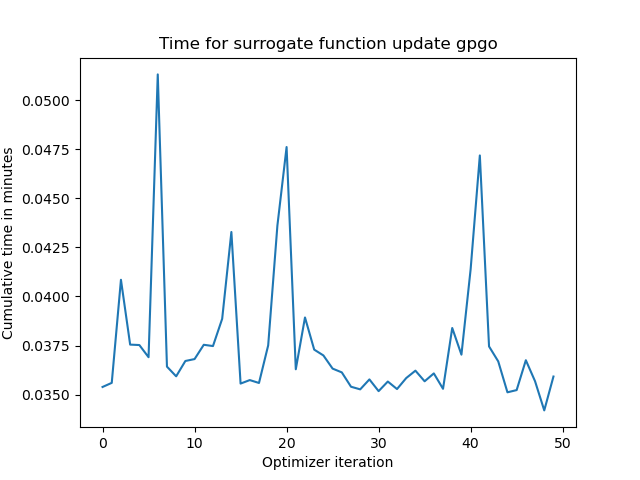 Time for surrogate function update gpgo
Cumulative time in minutes
0.0500
0.0475
0.0450
0.0425
0.0400
0.0375
0.0350
0 10 20 30 40 50
Optimizer iteration